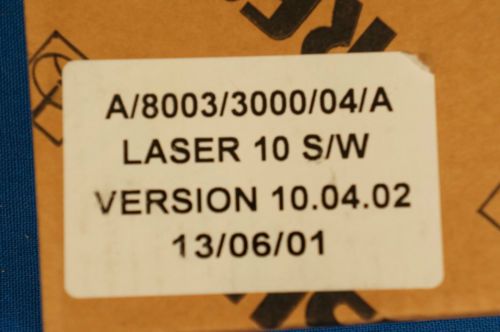 A/8003/3000/04/A
LASER 10 S/W
VERSION 10.04.02
13/06/01